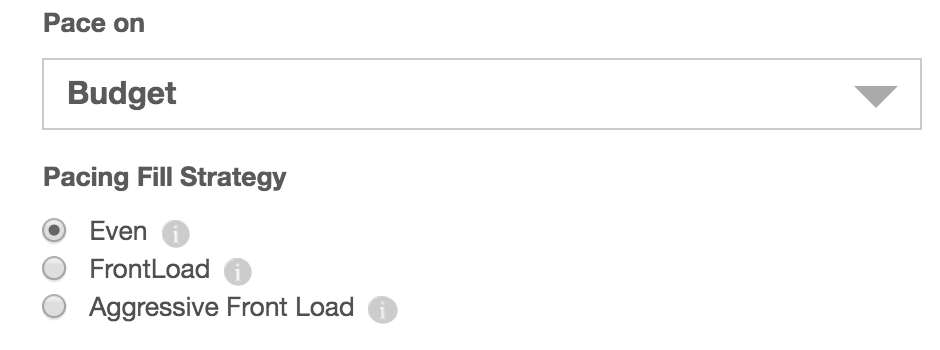 Pace on
Budget
Pacing Fill Strategy
Even i
FrontLoad i
Aggressive Front Load i